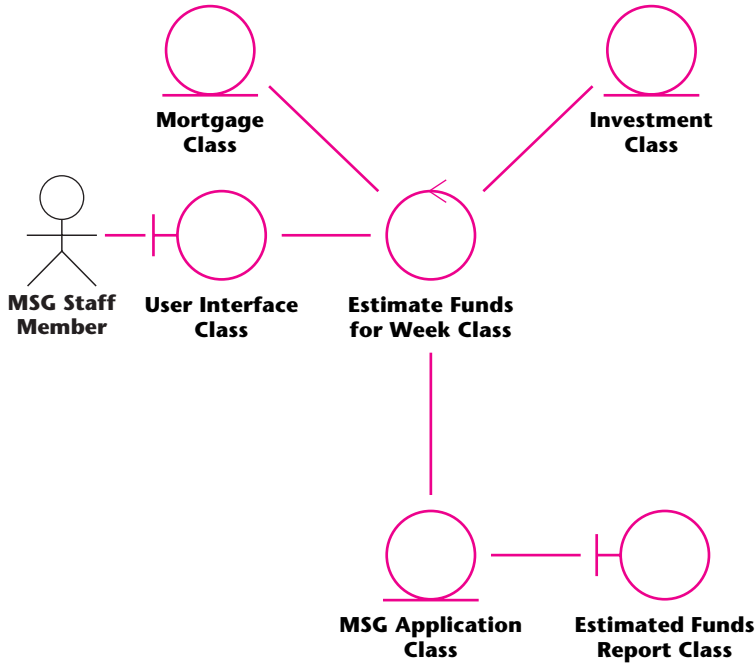 Mortgage
Class
Investment
Class
MSG Staff
Member
User Interface
Class
Estimate Funds
for Week Class
MSG Application
Class
Estimated Funds
Report Class